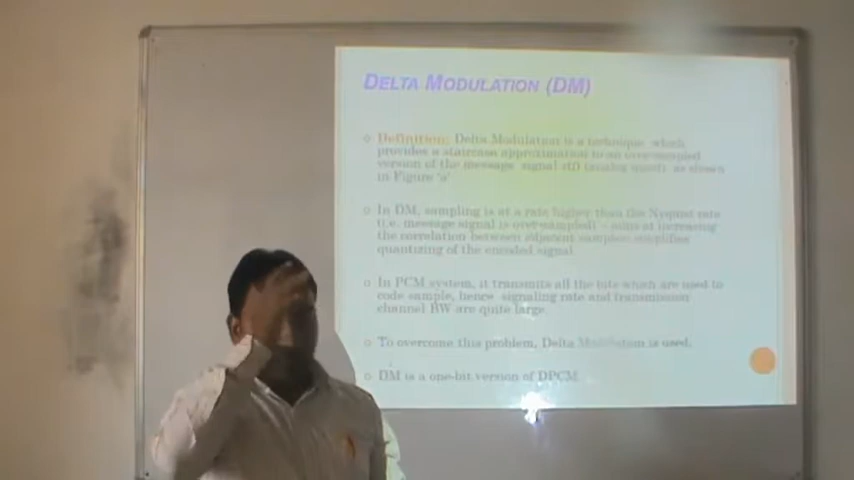 DELTA MODULATION (DM)
Definition: Delta Modulation is a technique which
provides a staircase approximation to an over-sampled
version of the message signal
as shown
in Figure 'a'
In DM, sampling is at a rate higher than the Nyquist rate
(i.e. message signal is over-sampled) - aims at increasing
the correlation between adjacent samples; simplifies
quantizing of the encoded signal.
In PCM system, it transmits all the bits which are used to
code sample, hence signaling rate and transmission
channel BW are quite large.
To overcome this problem, Delta Modulation is used.
DM is a one-bit version of DPCM.